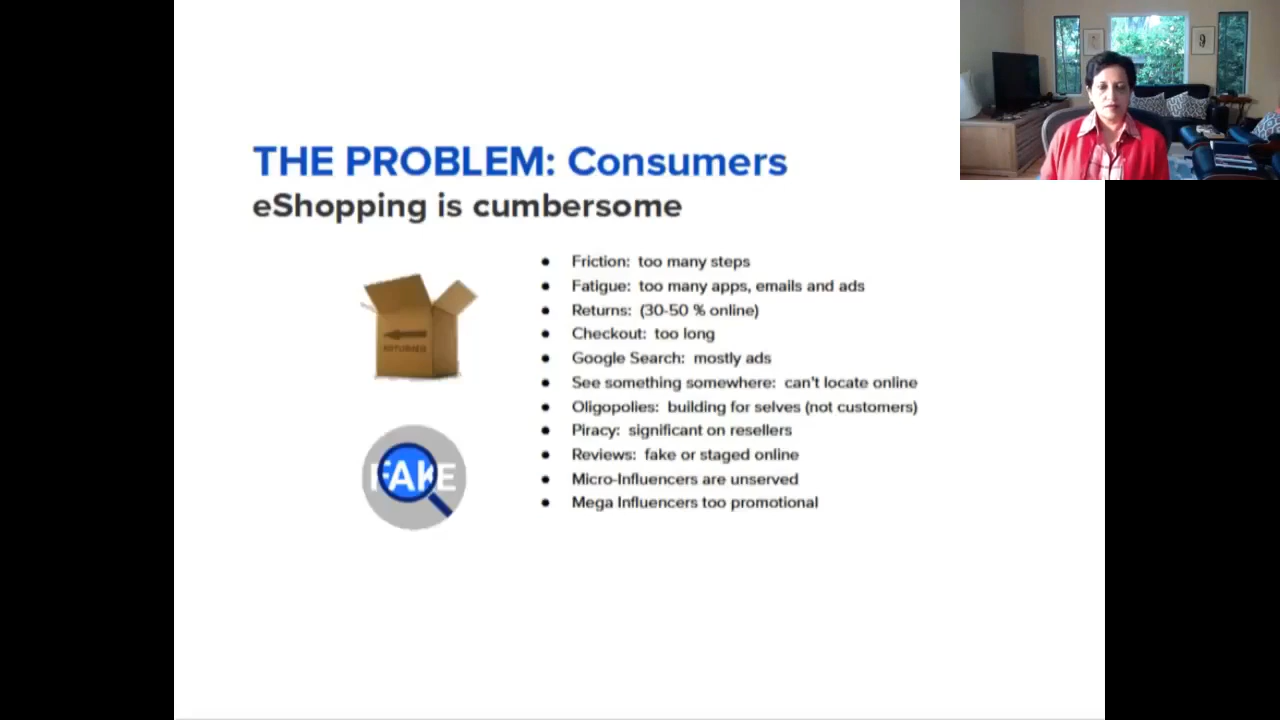 THE PROBLEM: Consumers
eShopping is cumbersome
● Friction: too many steps
● Fatigue: too many apps, emails and ads
● Returns: (30-50 % online)
● Checkout: too long
● Google Search: mostly ads
● See something somewhere: can't locate online
● Oligopolies: building for selves (not customers)
● Piracy: significant on resellers
● Reviews: fake or staged online
● Micro-Influencers are unserved
● Mega Influencers too promotional
RETURNED
FAKE